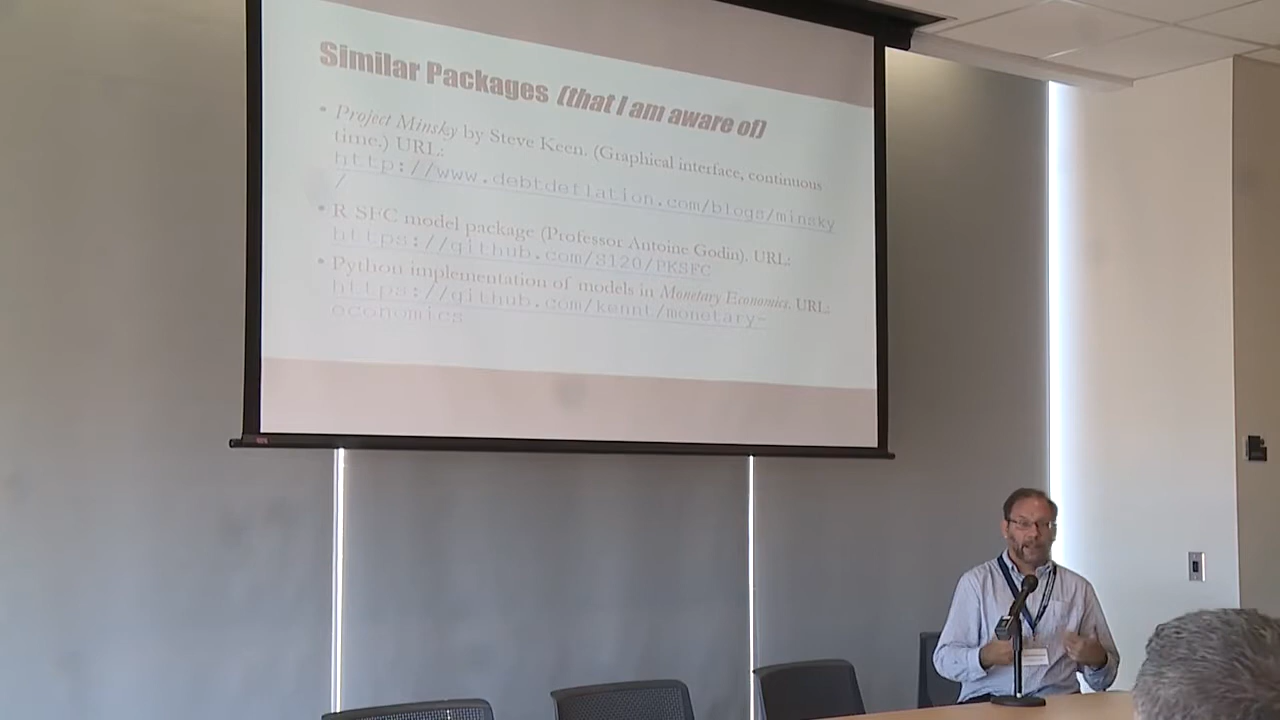 Similar Packages (that I am aware of)
• Project Minsky by Steve Keen. (Graphical interface, continuous
time.) URL:
http://www.debtdeflation.com/blogs/minsky
/
• R SFC model package (Professor Antoine Godin). URL:
https://github.com/S120/PKSFC
• Python implementation of models in Monetary Economics. URL:
https://github.com/kennt/monetary-
economics